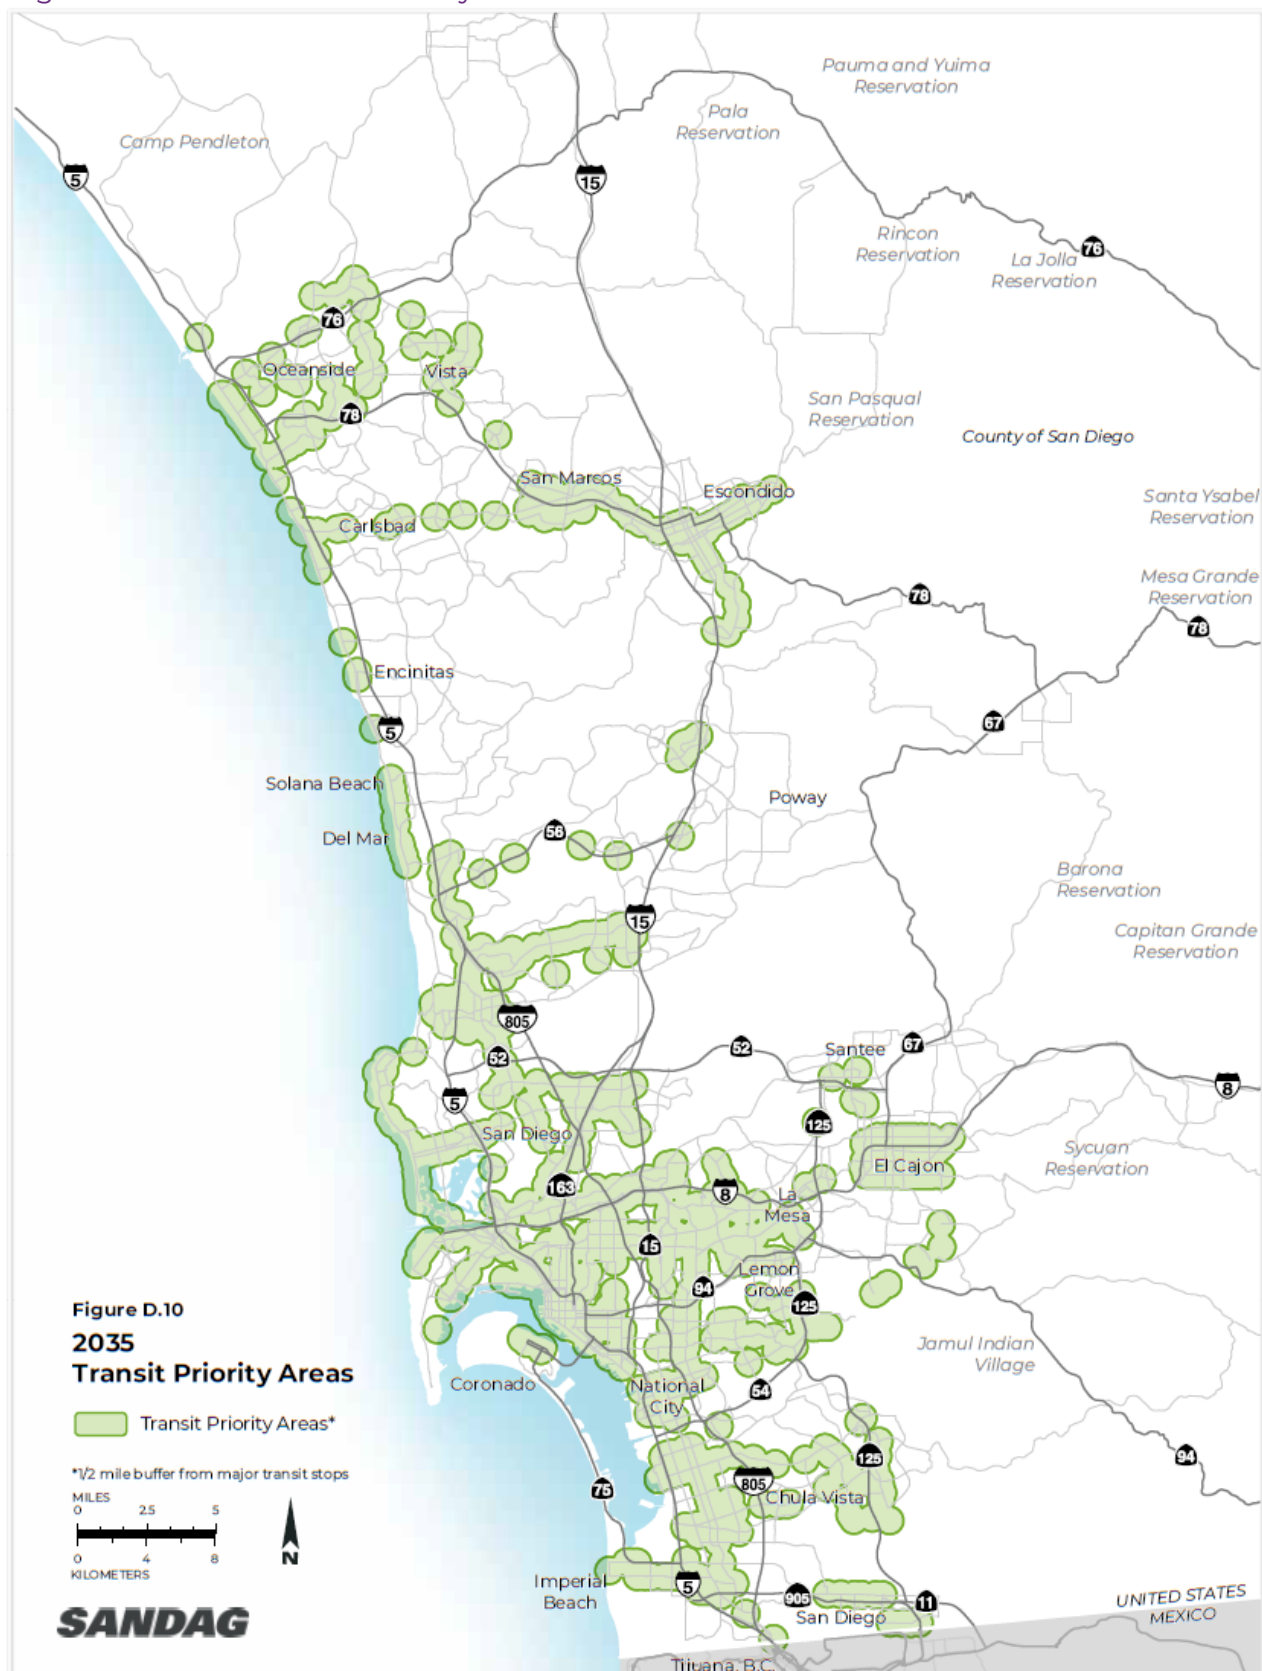 Pauma and Yuima
Reservation
Pala
Reservation
Camp Pendleton
5
15
Rincon
Reservation
La Jolla
Reservation
76
76
Oceanside
Vista
78
San Pasqual
Reservation
County of San Diego
San Marcos
Escondido
Santa Ysabel
Reservation
Carlsbad
Mesa Grande
Reservation
78
78
Encinitas
67
5
Solana Beach
Poway
56
Del Mar
Barona
Reservation
15
Capitan Grande
Reservation
805
52
52
Santee
67
8
5
125
San Diego
El Cajon
Sycuan
Reservation
163
8
La
Mesa
15
Lemon
Grove
94
125
Jamul Indian
Village
Coronado
National
City
54
94
125
75
805
Chula Vista
Imperial
Beach
5
905
11
San Diego
UNITED STATES
MEXICO
Tijuana, B.C.
Figure D.10
2035
Transit Priority Areas
Transit Priority Areas*
*1/2 mile buffer from major transit stops
MILES
0 2.5 5
0 4 8
KILOMETERS
N
SANDAG